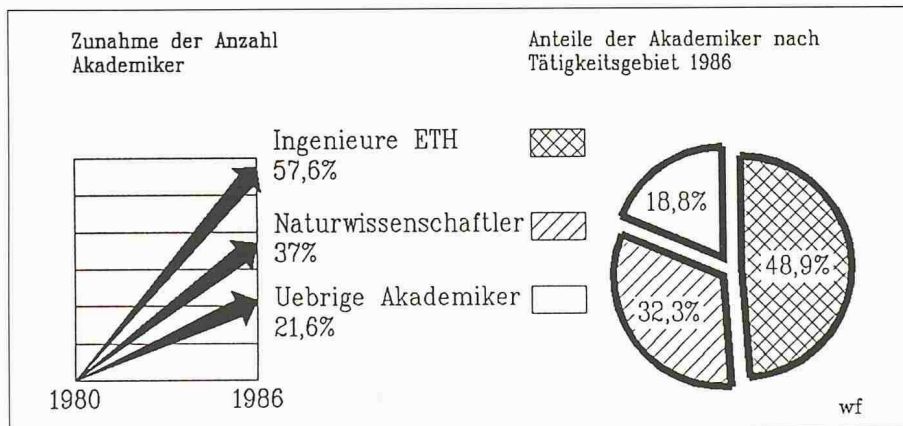 Zunahme der Anzahl
Akademiker
Anteile der Akademiker nach
Tätigkeitsgebiet 1986
Ingenieure ETH
57,6%
Naturwissenschaftler
37%
Uebrige Akademiker
21,6%
1980
1986
18,8%
48,9%
32,3%
wf